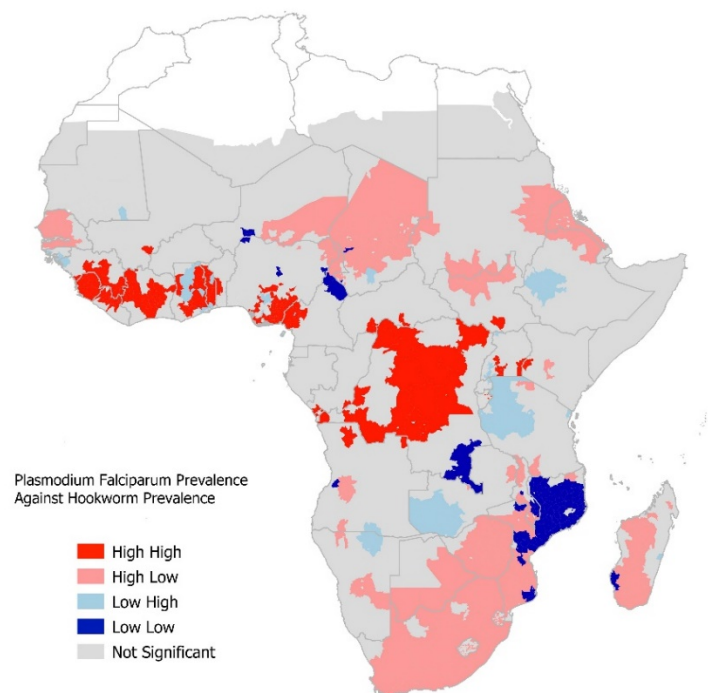 Plasmodium Falciparum Prevalence
Against Hookworm Prevalence
High High
High Low
Low High
Low Low
Not Significant